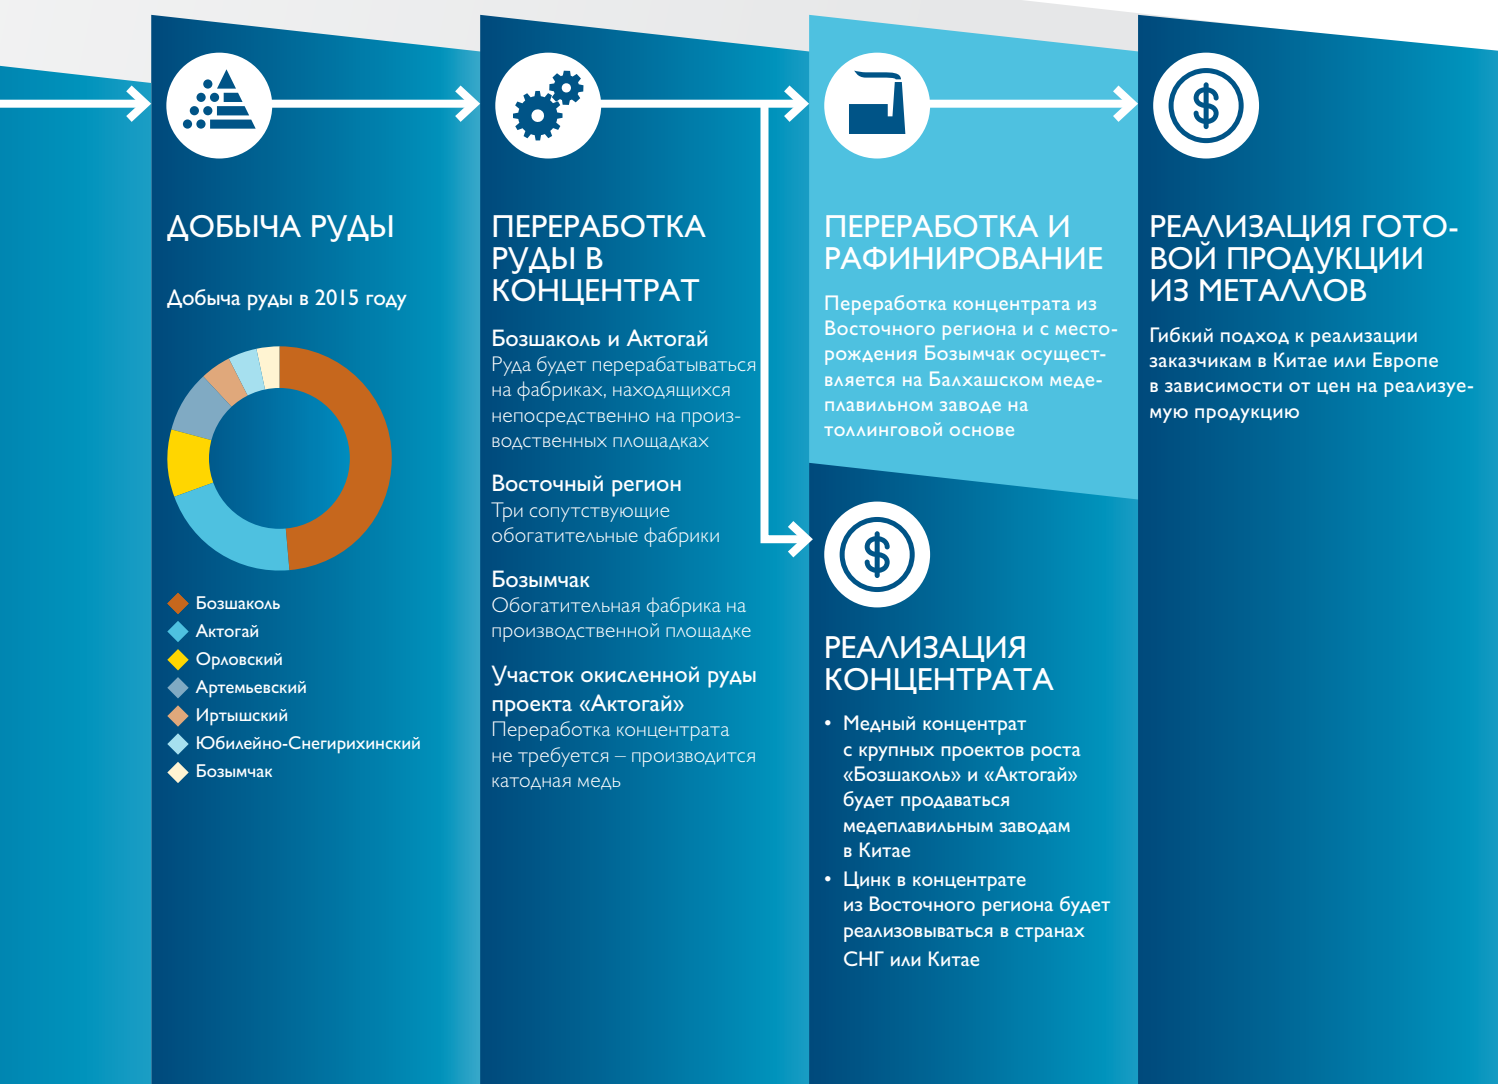 ДОБЫЧА РУДЫ
Добыча руды в 2015 году
Бозшаколь
Актогай
Орловский
Артемьевский
Иртышский
Юбилейно-Снегирихинский
Бозымчак
ПЕРЕРАБОТКА
РУДЫ В
КОНЦЕНТРАТ
Бозшаколь и Актогай
Руда будет перерабатываться
на фабриках, находящихся
непосредственно на произ-
водственных площадках
Восточный регион
Три сопутствующие
обогатительные фабрики
Бозымчак
Обогатительная фабрика на
производственной площадке
Участок окисленной руды
проекта «Актогай»
Переработка концентрата
не требуется – производится
катодная медь
ПЕРЕРАБОТКА И
РАФИНИРОВАНИЕ
Переработка концентрата из
Восточного региона и с место-
рождения Бозымчак осущест-
вляется на Балхашском меде-
плавильном заводе на
толлинговой основе
$
РЕАЛИЗАЦИЯ
КОНЦЕНТРАТА
• Медный концентрат
с крупных проектов роста
«Бозшаколь» и «Актогай»
будет продаваться
медеплавильным заводам
в Китае
• Цинк в концентрате
из Восточного региона будет
реализовываться в странах
СНГ или Китае
$
РЕАЛИЗАЦИЯ ГОТО-
ВОЙ ПРОДУКЦИИ
ИЗ МЕТАЛЛОВ
Гибкий подход к реализации
заказчикам в Китае или Европе
в зависимости от цен на реализуе-
мую продукцию